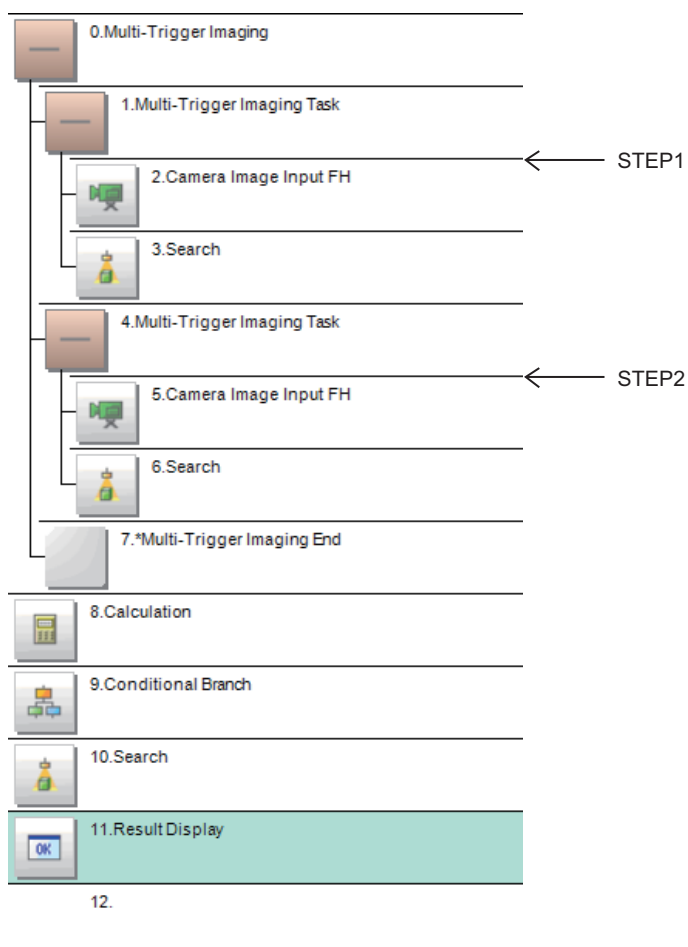 0.Multi-Trigger Imaging
1.Multi-Trigger Imaging Task
STEP1
2.Camera Image Input FH
3.Search
4.Multi-Trigger Imaging Task
STEP2
5.Camera Image Input FH
6.Search
7.*Multi-Trigger Imaging End
8.Calculation
9.Conditional Branch
10.Search
11.Result Display
OK
12.